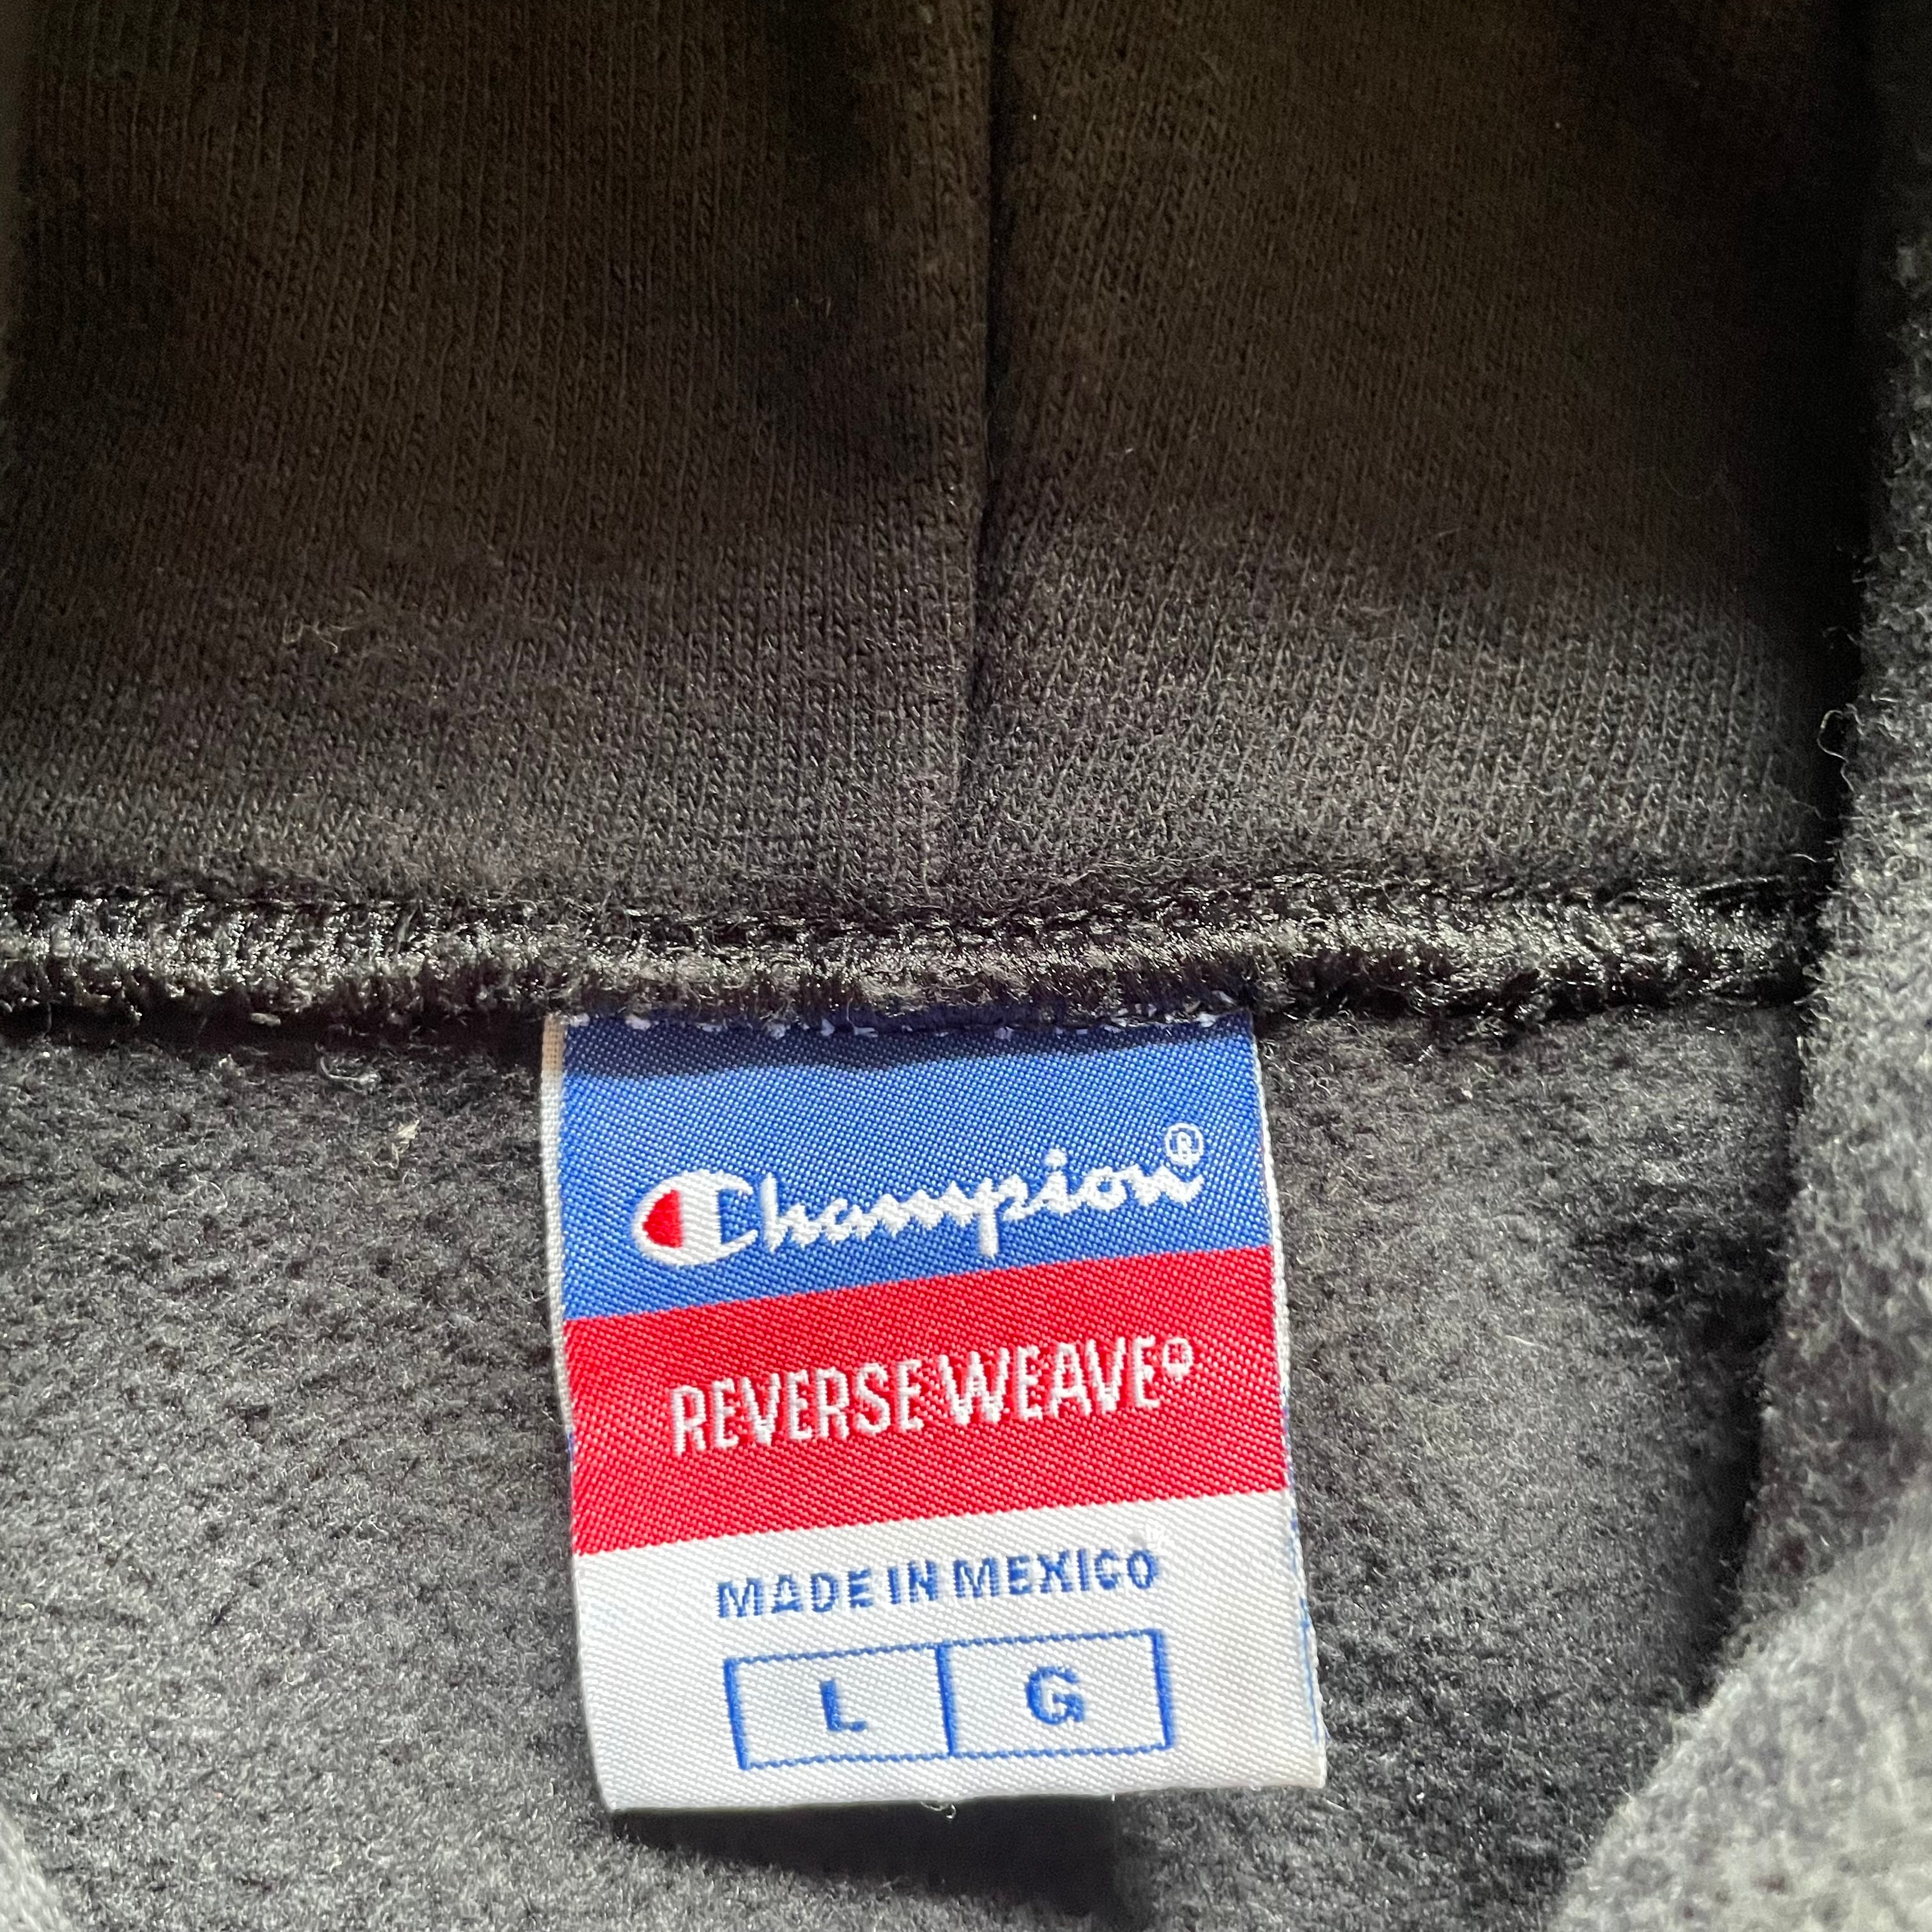 Champion®
REVERSE WEAVE®
MADE IN MEXICO
L G